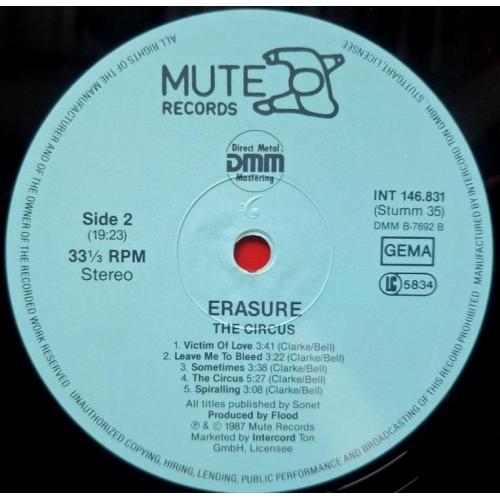 MUTE
RECORDS
Direct Metal
DMM
Mastering
Side 2
(19:23)
33⅓ RPM
Stereo
INT 146.831
(Stumm 35)
DMM B-7692 B
GEMA
LC 5834
ERASURE
THE CIRCUS
1. Victim Of Love 3:41 (Clarke/Bell)
2. Leave Me To Bleed 3:22 (Clarke/Bell)
3. Sometimes 3:38 (Clarke/Bell)
4. The Circus 5:27 (Clarke/Bell)
5. Spiralling 3:08 (Clarke/Bell)
All titles published by Sonet
Produced by Flood
℗ & © 1987 Mute Records
Marketed by Intercord Ton
GmbH, Licensee
ALL RIGHTS OF THE MANUFACTURER AND OF THE OWNER OF THE RECORDED WORK RESERVED. UNAUTHORIZED COPYING, HIRING, LENDING, PUBLIC PERFORMANCE AND BROADCASTING OF THIS RECORD PROHIBITED. MANUFACTURED BY INTERCORD TON GMBH., STUTTGART, LICENSEE.